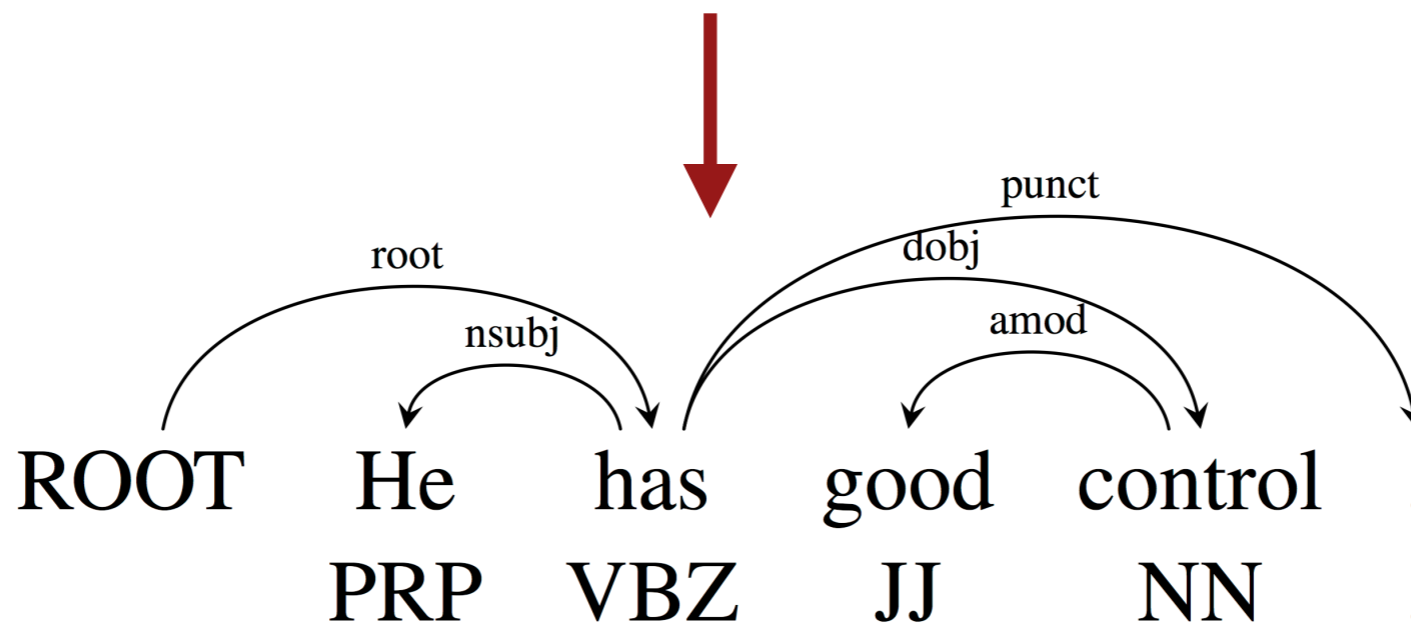 punct
root dobj
nsubj amod
ROOT He has good control
PRP VBZ JJ NN